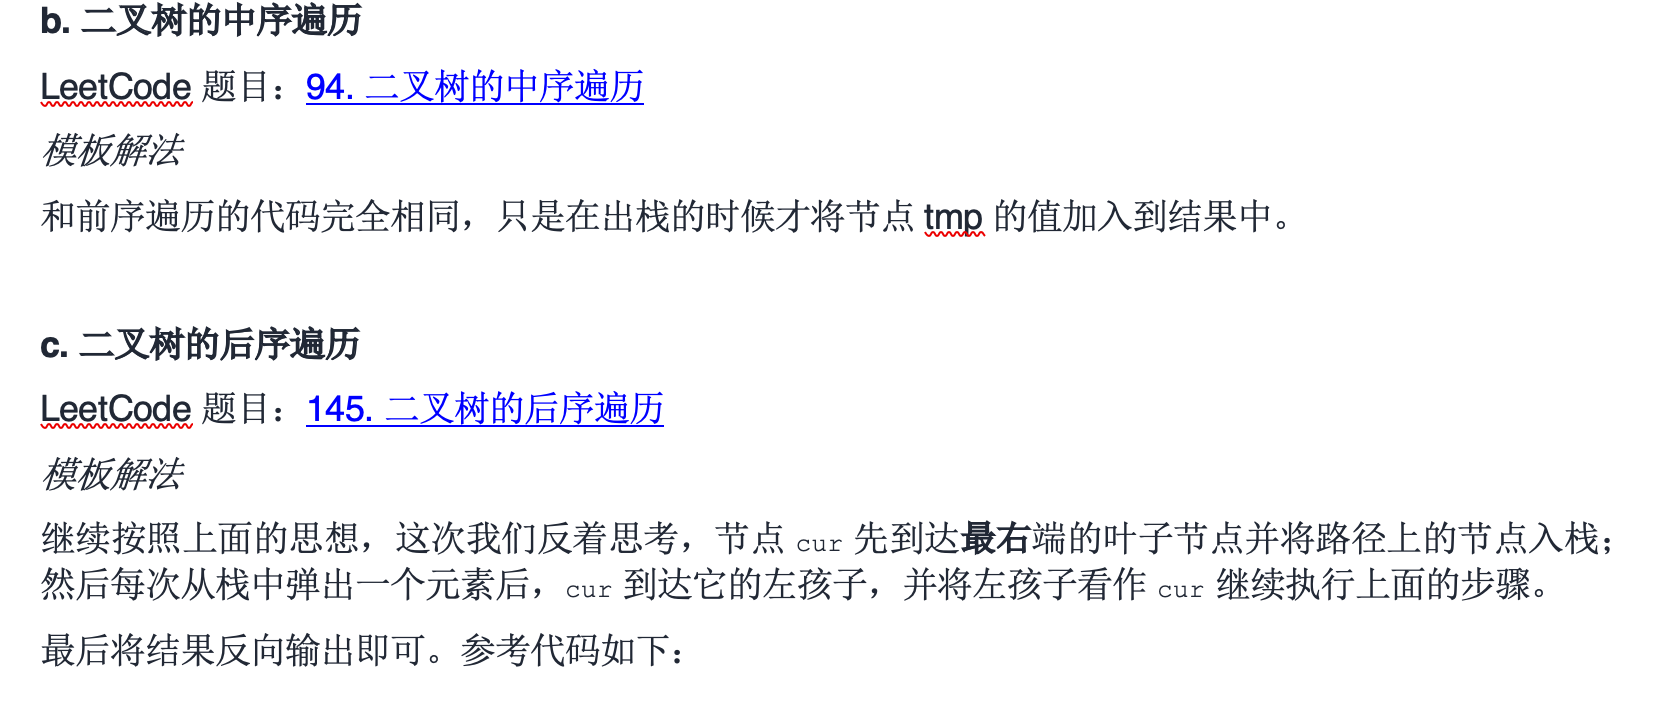 b. 二叉树的中序遍历
LeetCode 题目：94. 二叉树的中序遍历
模板解法
和前序遍历的代码完全相同，只是在出栈的时候才将节点 tmp 的值加入到结果中。
c. 二叉树的后序遍历
LeetCode 题目：145. 二叉树的后序遍历
模板解法
继续按照上面的思想，这次我们反着思考，节点 cur 先到达最右端的叶子节点并将路径上的节点入栈；
然后每次从栈中弹出一个元素后，cur 到达它的左孩子，并将左孩子看作 cur 继续执行上面的步骤。
最后将结果反向输出即可。参考代码如下：